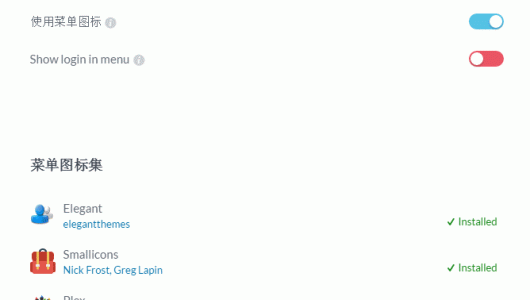 使用菜单图标
Show login in menu
菜单图标集
Elegant
elegantthemes
✓ Installed
Smallicons
Nick Frost, Greg Lapin
✓ Installed